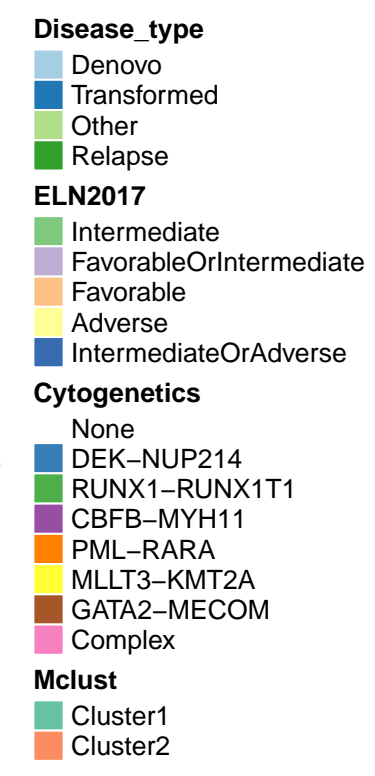 Disease_type
Denovo
Transformed
Other
Relapse
ELN2017
Intermediate
FavorableOrIntermediate
Favorable
Adverse
IntermediateOrAdverse
Cytogenetics
None
DEK−NUP214
RUNX1−RUNX1T1
CBFB−MYH11
PML−RARA
MLLT3−KMT2A
GATA2−MECOM
Complex
Mclust
Cluster1
Cluster2